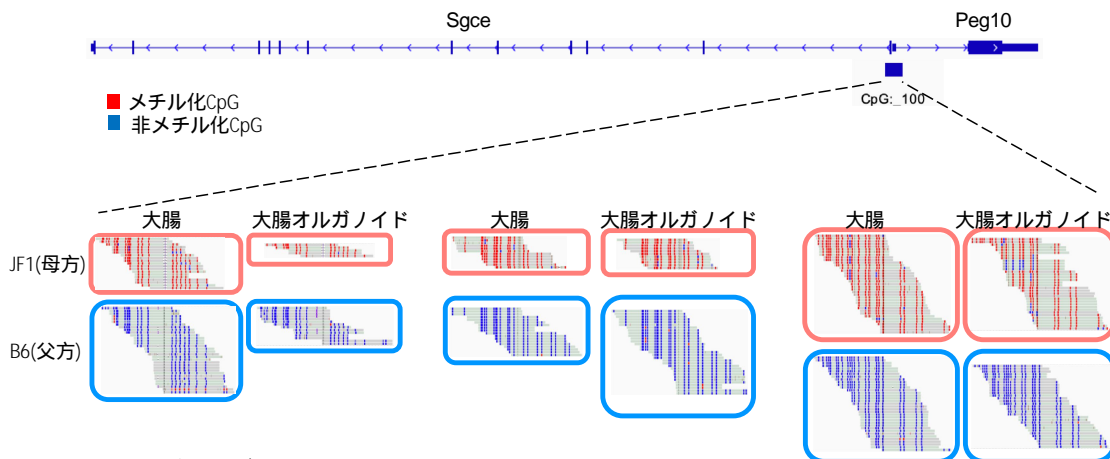 Sgce
Peg10
CpG:_100
メチル化CpG
非メチル化CpG
大腸
大腸オルガノイド
大腸
大腸オルガノイド
大腸
大腸オルガノイド
JF1(母方)
B6(父方)